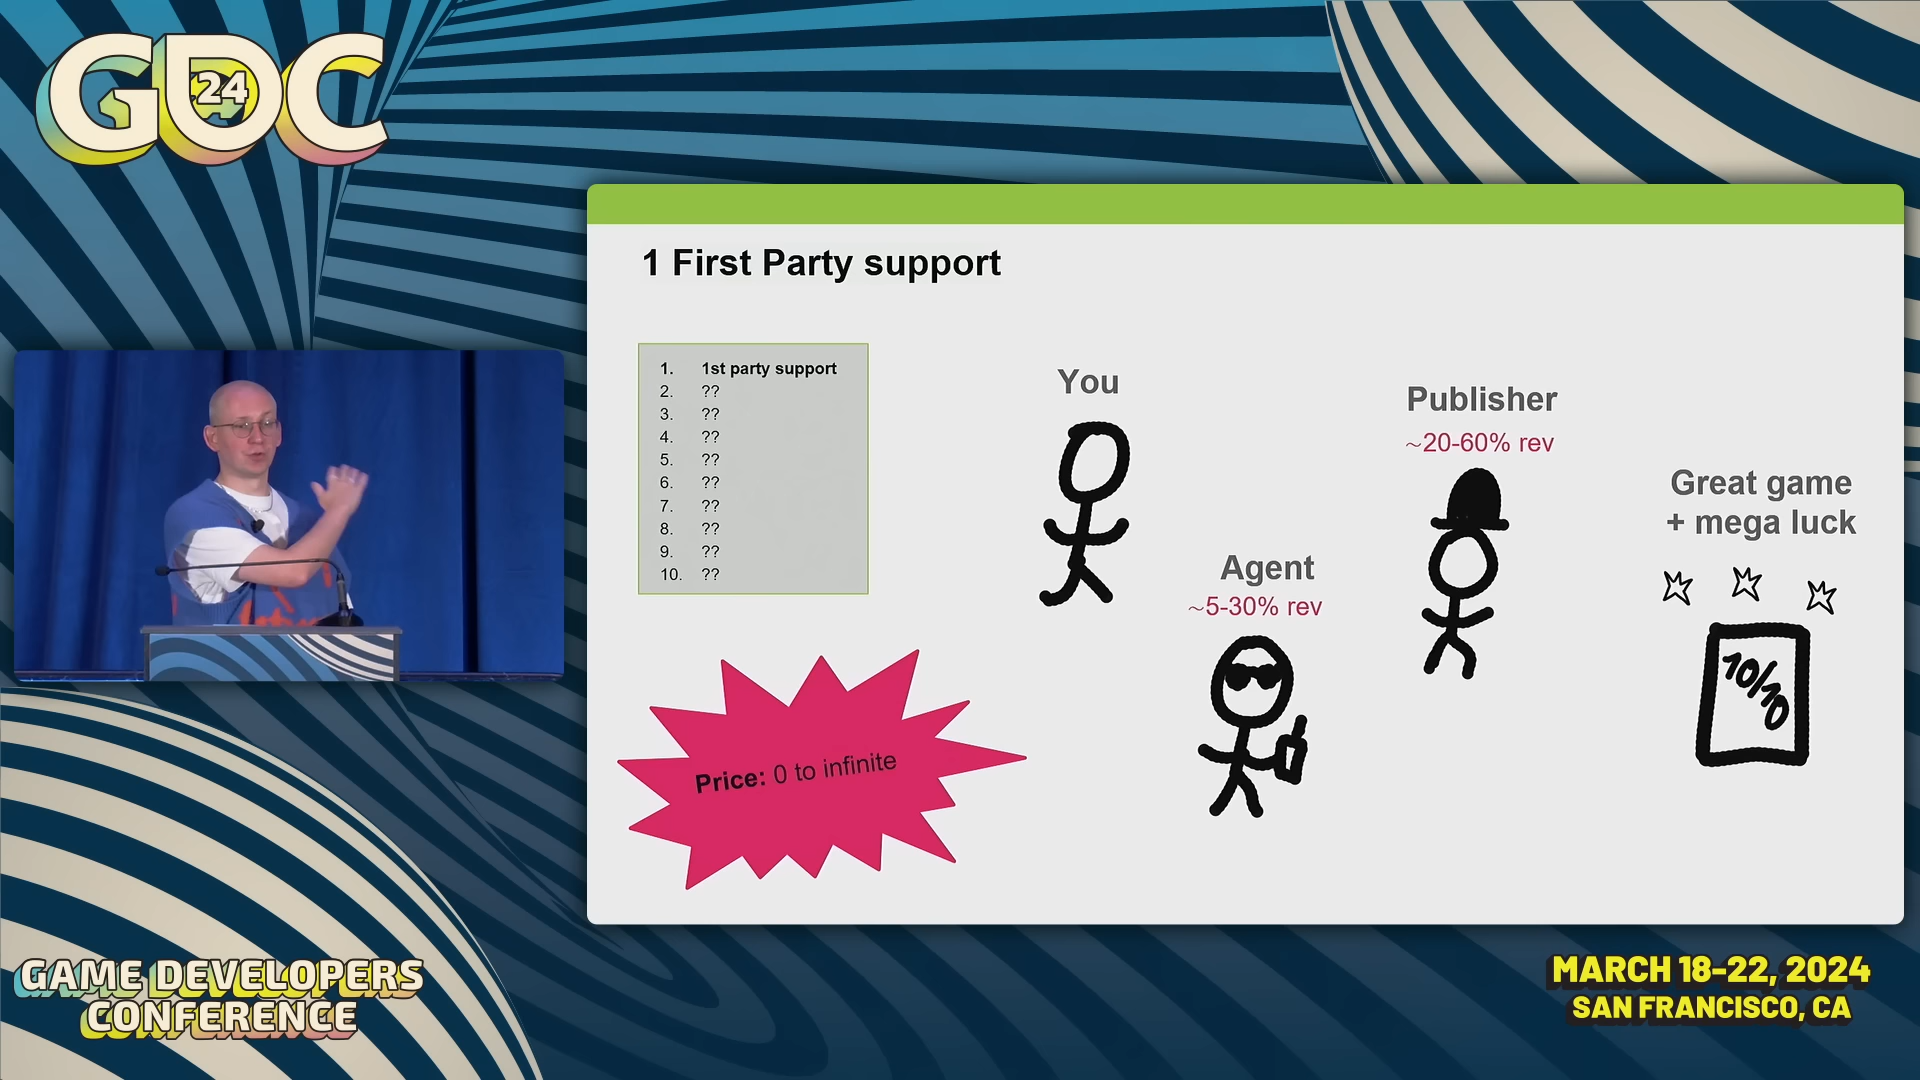 GDC
24
1 First Party support
1. 1st party support
2. ??
3. ??
4. ??
5. ??
6. ??
7. ??
8. ??
9. ??
10. ??
You
Publisher
~20-60% rev
Great game
+ mega luck
Agent
~5-30% rev
10/10
Price: 0 to infinite
GAME DEVELOPERS
CONFERENCE
MARCH 18-22, 2024
SAN FRANCISCO, CA